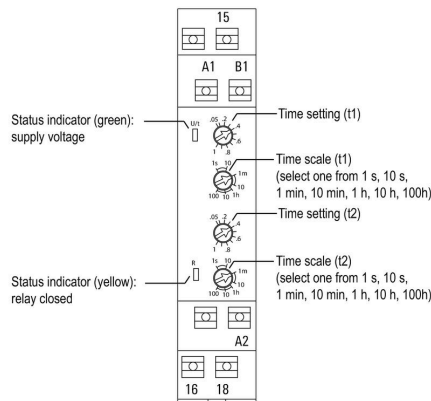 15
A1 B1
Status indicator (green):
supply voltage
U/t
.05 .2 .4 .6 .8 1
Time setting (t1)
1s 10 1m 10 1h 10 100
Time scale (t1)
(select one from 1 s, 10 s,
1 min, 10 min, 1 h, 10 h, 100h)
.05 .2 .4 .6 .8 1
Time setting (t2)
Status indicator (yellow):
relay closed
R
1s 10 1m 10 1h 10 100
Time scale (t2)
(select one from 1 s, 10 s,
1 min, 10 min, 1 h, 10 h, 100h)
A2
16 18